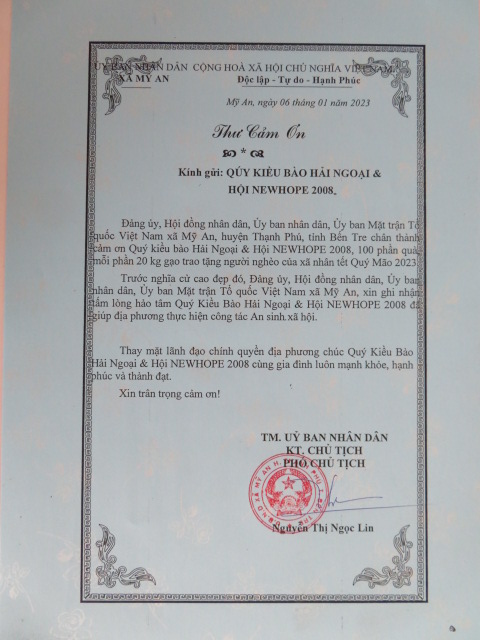 ỦY BAN NHÂN DÂN CỘNG HOÀ XÃ HỘI CHỦ NGHĨA VIỆT NAM
XÃ MỸ AN Độc lập - Tự do - Hạnh Phúc
Mỹ An, ngày 06 tháng 01 năm 2023
Thư Cảm Ơn
*
Kính gửi: QÚY KIỀU BÀO HẢI NGOẠI &
HỘI NEWHOPE 2008.
Đảng ủy, Hội đồng nhân dân, Ủy ban nhân dân, Ủy ban Mặt trận Tổ
quốc Việt Nam xã Mỹ An, huyện Thạnh Phú, tỉnh Bến Tre chân thành
cảm ơn Quý kiều bào Hải Ngoại & Hội NEWHOPE 2008, 100 phần quà,
mỗi phần 20 kg gạo trao tặng người nghèo của xã nhân tết Quý Mão 2023.
Trước nghĩa cử cao đẹp đó, Đảng ủy, Hội đồng nhân dân, Ủy ban
nhân dân, Ủy ban Mặt trận Tổ quốc Việt Nam xã Mỹ An, xin ghi nhận
tấm lòng hảo tâm Quý Kiều Bào Hải Ngoại & Hội NEWHOPE 2008 đã
giúp địa phương thực hiện công tác An sinh xã hội.
Thay mặt lãnh đạo chính quyền địa phương chúc Quý Kiều Bào
Hải Ngoại & Hội NEWHOPE 2008 cùng gia đình luôn mạnh khỏe, hạnh
phúc và thành đạt.
Xin trân trọng cảm ơn!
TM. UỶ BAN NHÂN DÂN
KT. CHỦ TỊCH
PHÓ CHỦ TỊCH
Nguyễn Thị Ngọc Lin